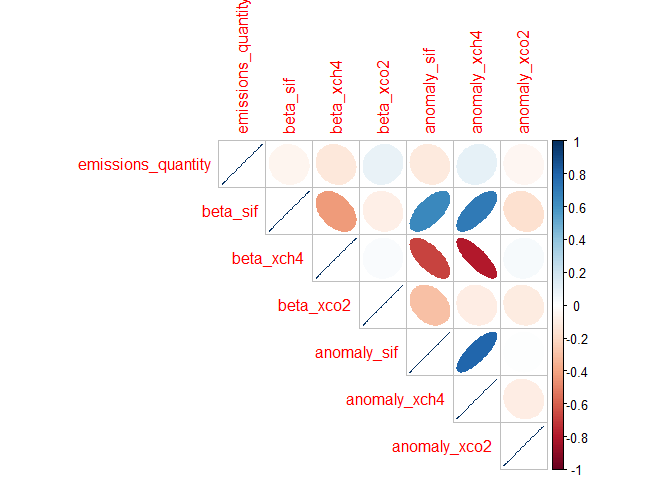 emissions_quantity
beta_sif
beta_xch4
beta_xco2
anomaly_sif
anomaly_xch4
anomaly_xco2
emissions_quantity
beta_sif
beta_xch4
beta_xco2
anomaly_sif
anomaly_xch4
anomaly_xco2
1
0.8
0.6
0.4
0.2
0
-0.2
-0.4
-0.6
-0.8
-1